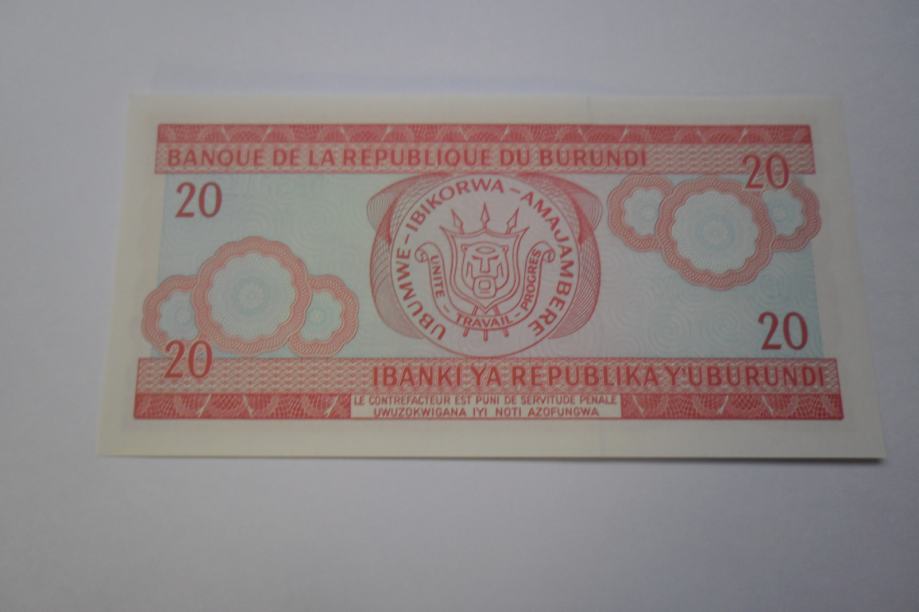 BANQUE DE LA REPUBLIQUE DU BURUNDI
20
20
UBUMWE-IBIKORWA-AMAJAMBERE
UNITE - TRAVAIL - PROGRES
20
20
IBANKI YA REPUBLIKA Y'UBURUNDI
LE CONTREFACTEUR EST PUNI DE SERVITUDE PENALE
UWUZOKWIGANA IYI NOTI AZOFUNGWA